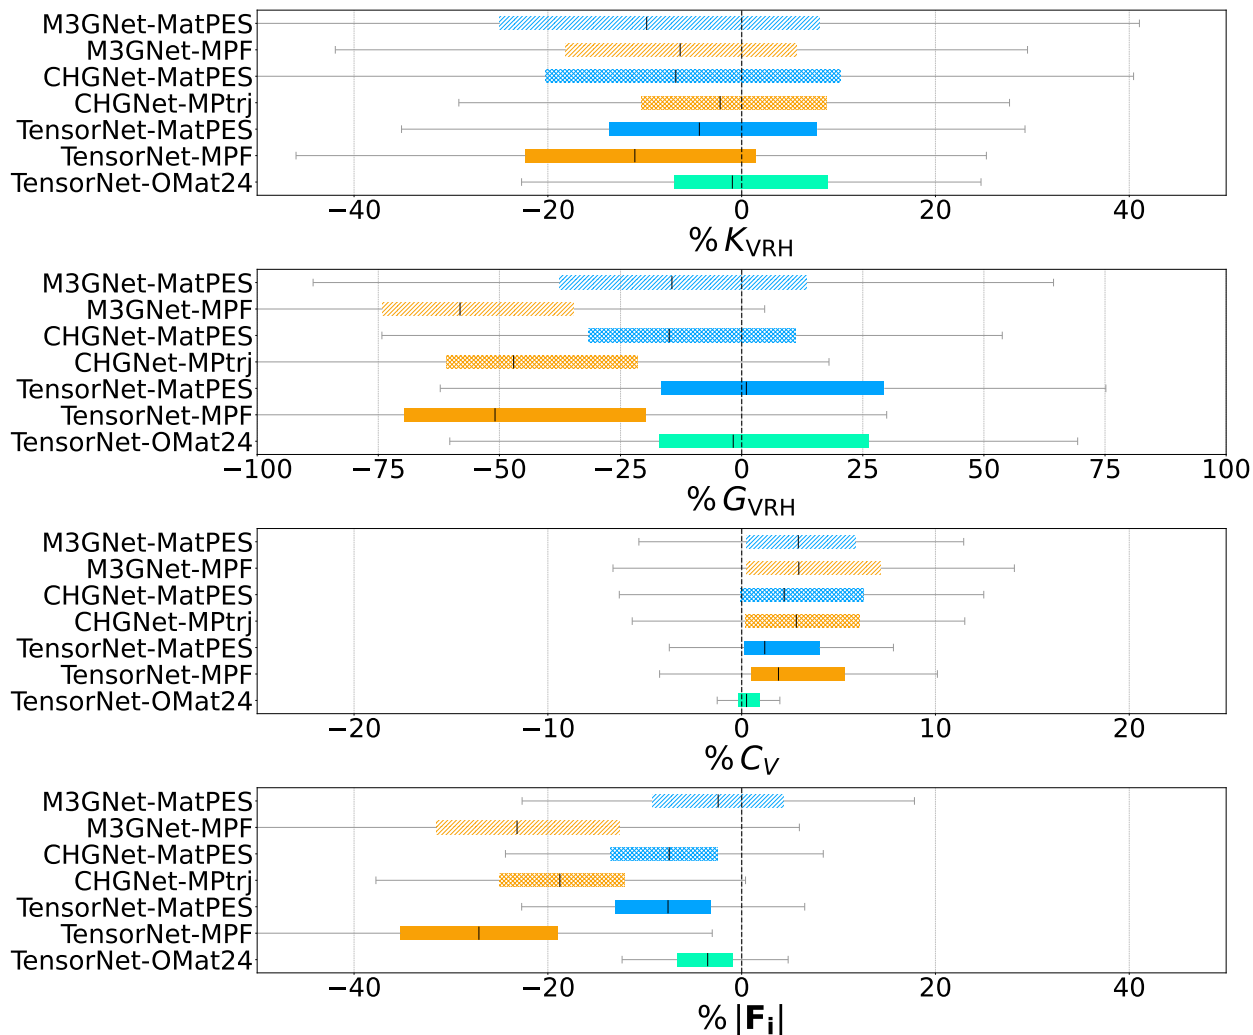 M3GNet-MatPES
M3GNet-MPF
CHGNet-MatPES
CHGNet-MPtrj
TensorNet-MatPES
TensorNet-MPF
TensorNet-OMat24
−40 −20 0 20 40
% K_VRH
M3GNet-MatPES
M3GNet-MPF
CHGNet-MatPES
CHGNet-MPtrj
TensorNet-MatPES
TensorNet-MPF
TensorNet-OMat24
−100 −75 −50 −25 0 25 50 75 100
% G_VRH
M3GNet-MatPES
M3GNet-MPF
CHGNet-MatPES
CHGNet-MPtrj
TensorNet-MatPES
TensorNet-MPF
TensorNet-OMat24
−20 −10 0 10 20
% C_V
M3GNet-MatPES
M3GNet-MPF
CHGNet-MatPES
CHGNet-MPtrj
TensorNet-MatPES
TensorNet-MPF
TensorNet-OMat24
−40 −20 0 20 40
% |F_i|